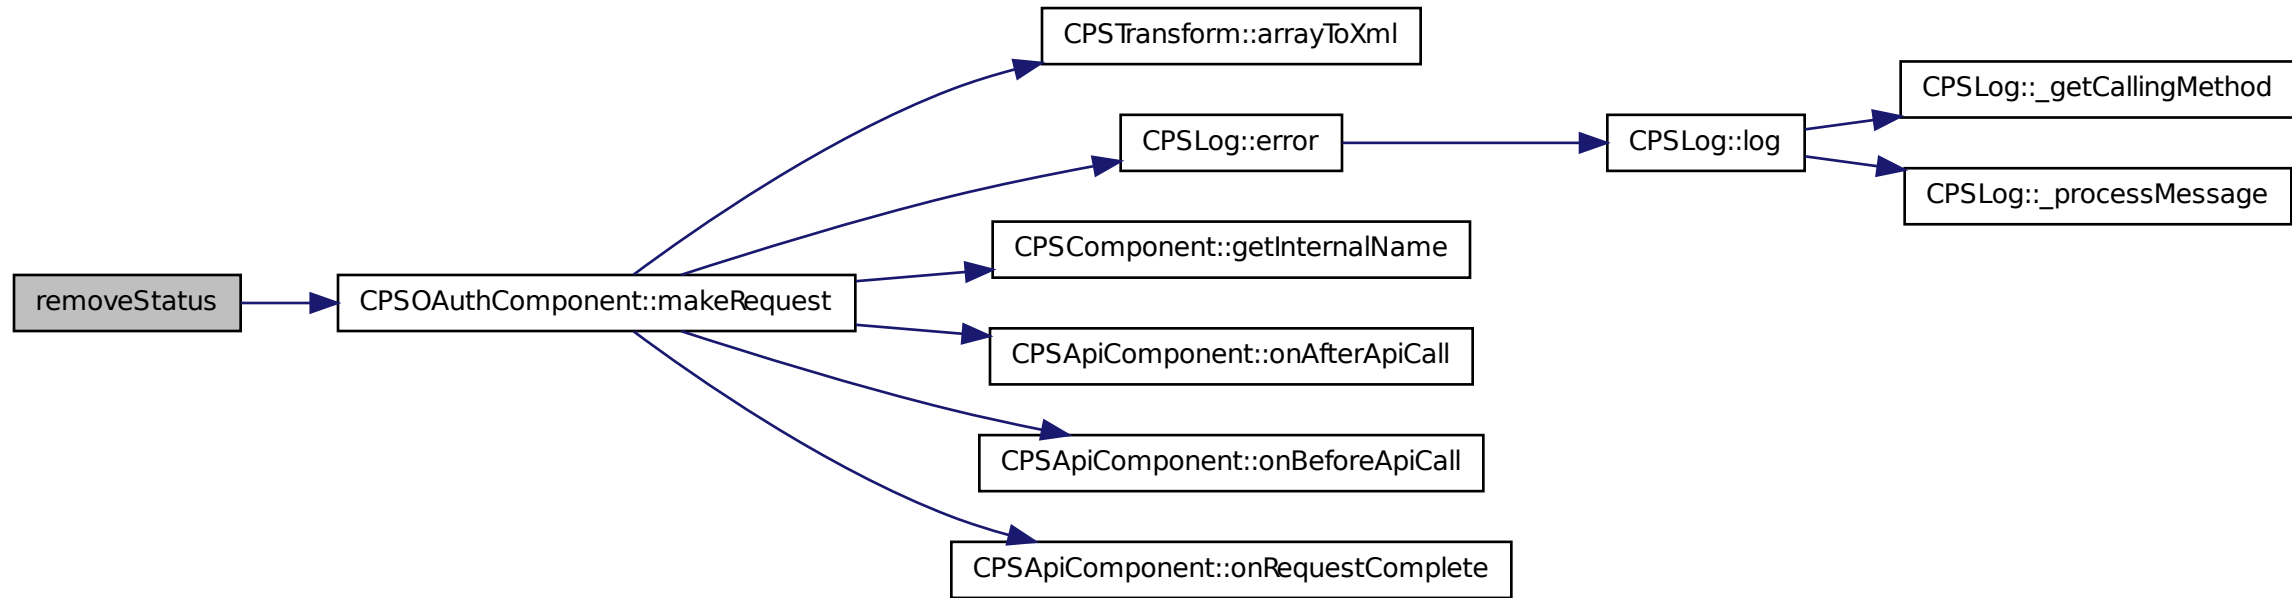 CPSTransform::arrayToXml
CPSLog::_getCallingMethod
CPSLog::error
CPSLog::log
CPSLog::_processMessage
CPSComponent::getInternalName
removeStatus
CPSOAuthComponent::makeRequest
CPSApiComponent::onAfterApiCall
CPSApiComponent::onBeforeApiCall
CPSApiComponent::onRequestComplete